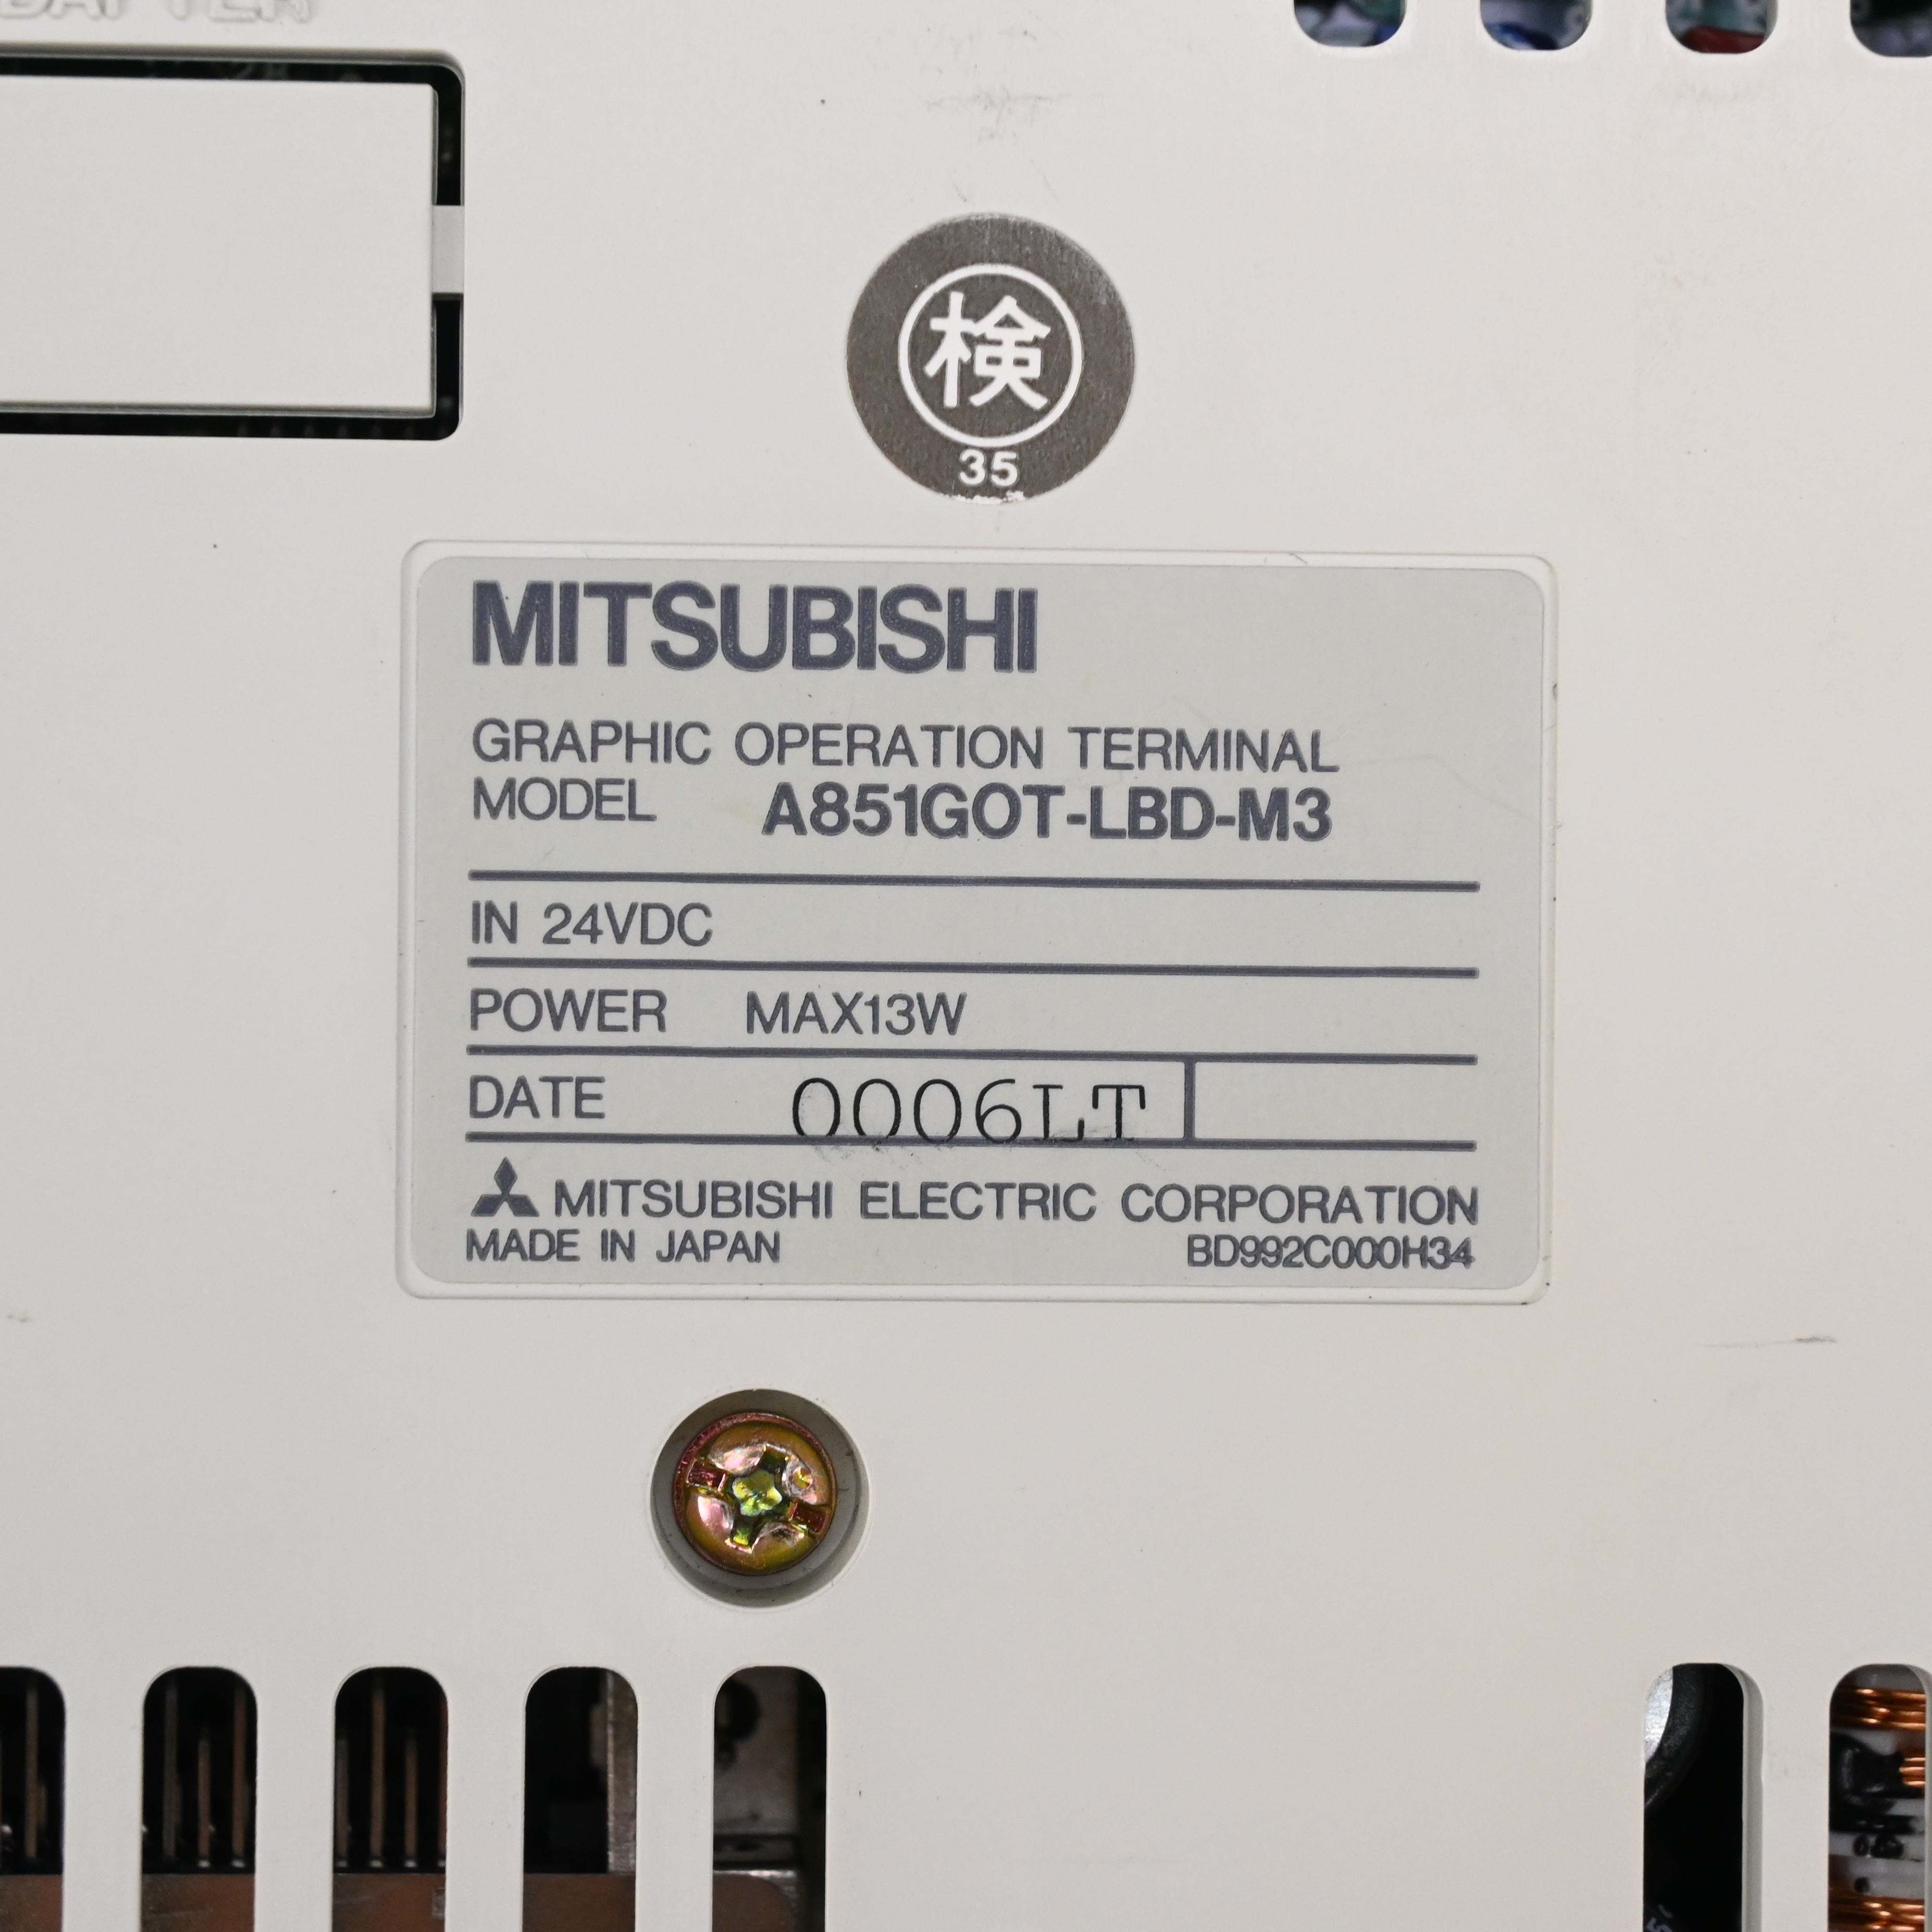 検
35
MITSUBISHI
GRAPHIC OPERATION TERMINAL
MODEL A851GOT-LBD-M3
IN 24VDC
POWER MAX13W
DATE 0006LT
MITSUBISHI ELECTRIC CORPORATION
MADE IN JAPAN BD992C000H34